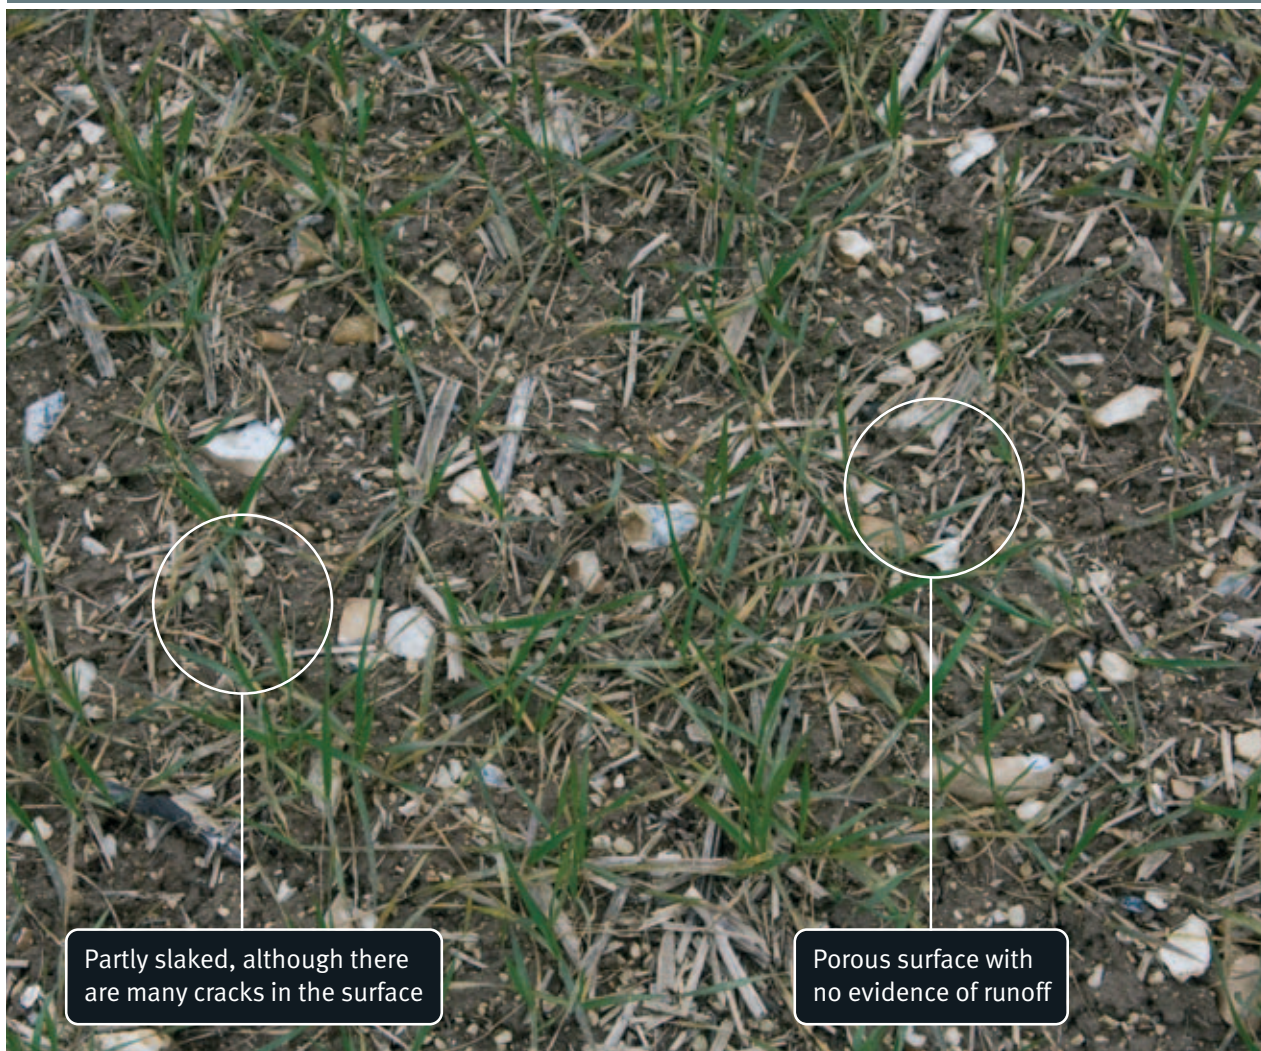 Partly slaked, although there
are many cracks in the surface
Porous surface with
no evidence of runoff